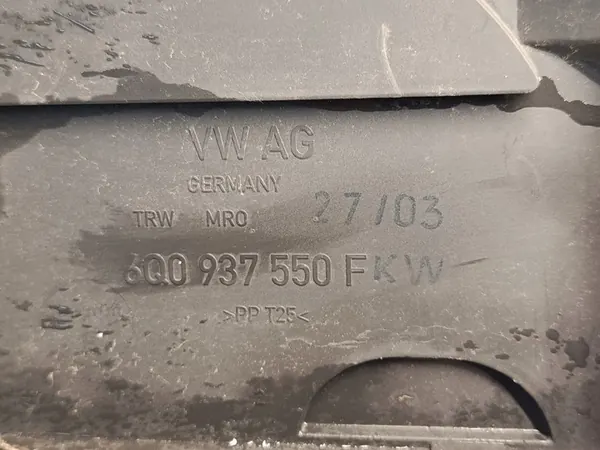 VW AG
GERMANY
TRW MRO 27/03
6Q0 937 550 F KW
>PP T25<